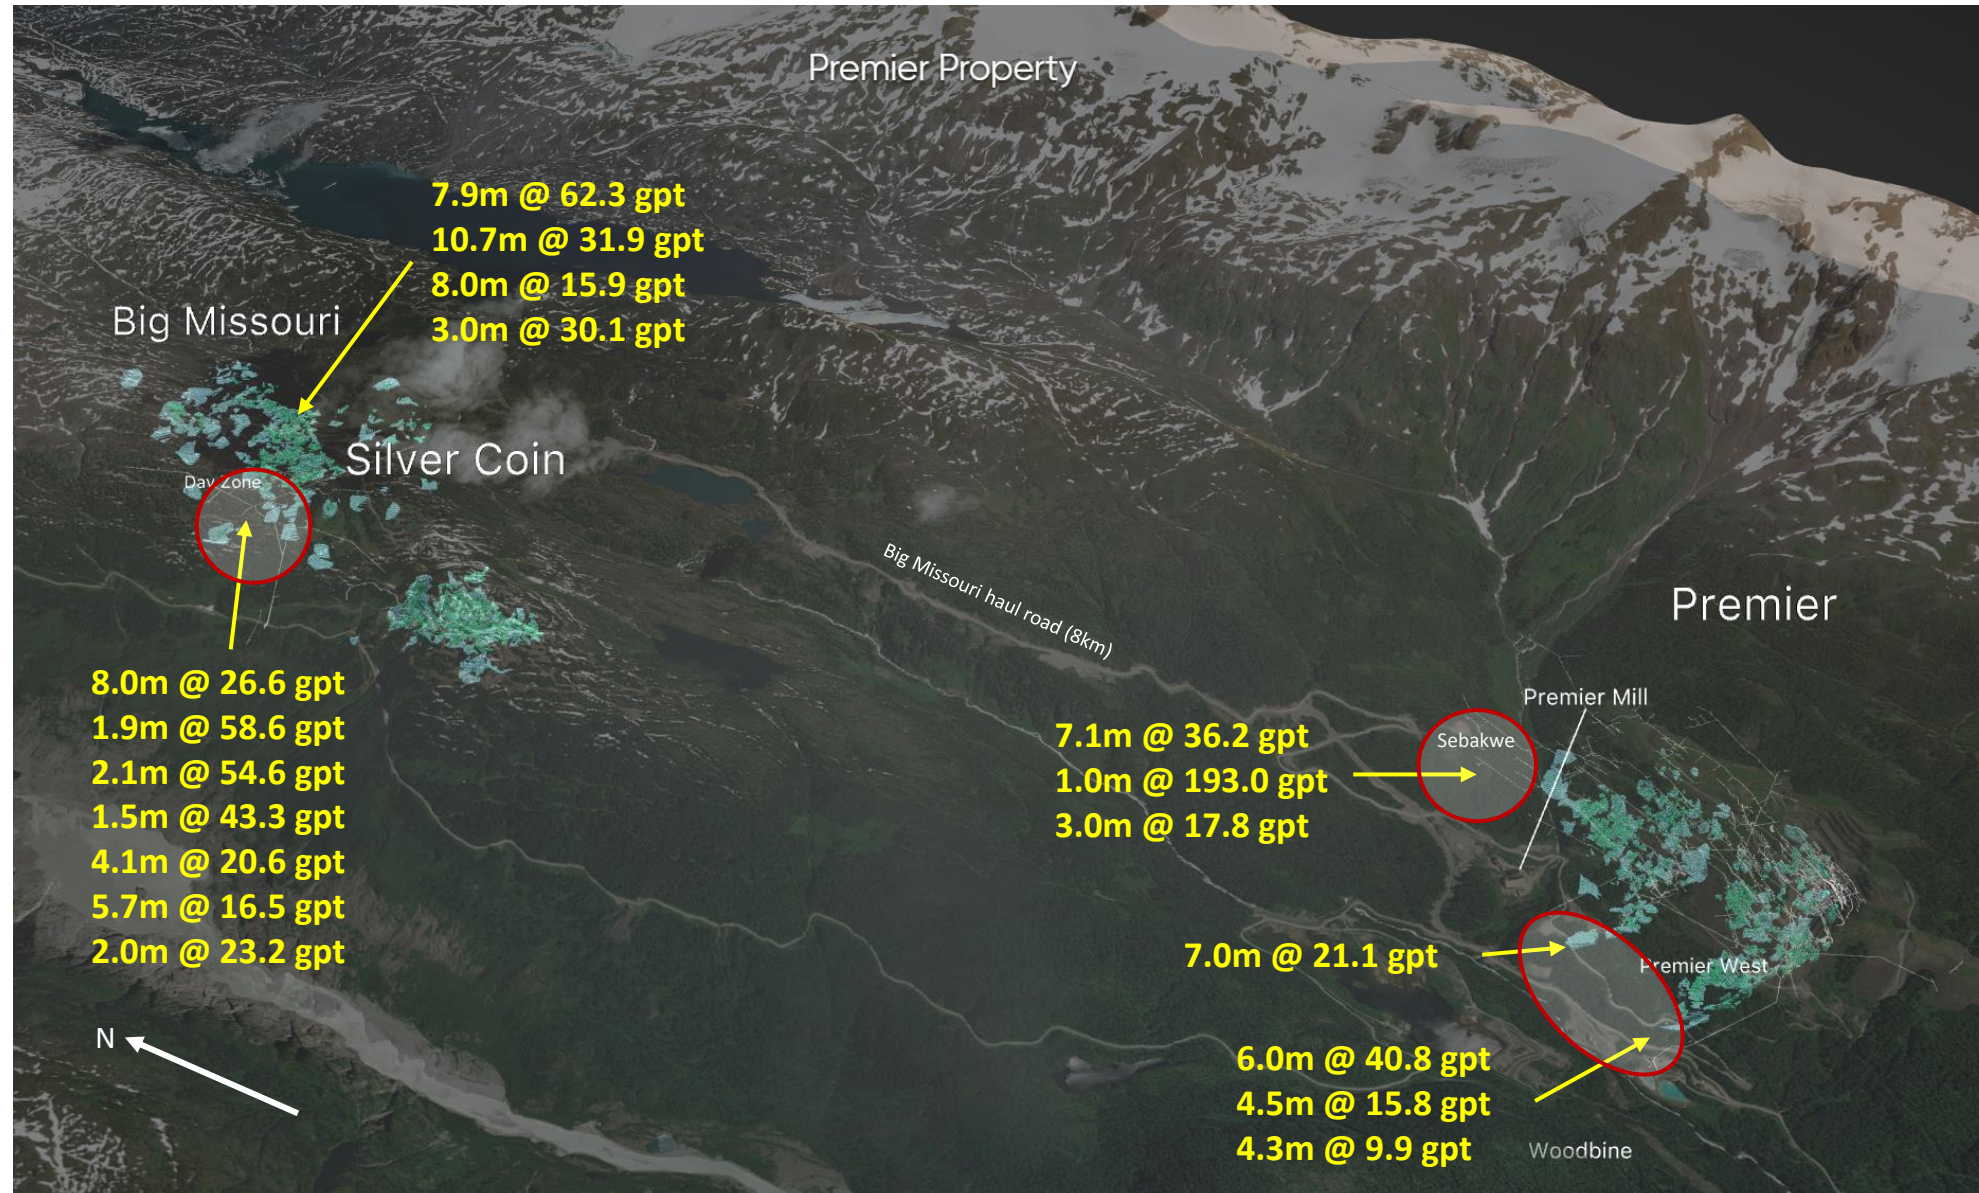 Premier Property
7.9m @ 62.3 gpt
10.7m @ 31.9 gpt
8.0m @ 15.9 gpt
3.0m @ 30.1 gpt
Big Missouri
Silver Coin
Day Zone
Big Missouri haul road (8km)
Premier
8.0m @ 26.6 gpt
1.9m @ 58.6 gpt
2.1m @ 54.6 gpt
1.5m @ 43.3 gpt
4.1m @ 20.6 gpt
5.7m @ 16.5 gpt
2.0m @ 23.2 gpt
Premier Mill
Sebakwe
7.1m @ 36.2 gpt
1.0m @ 193.0 gpt
3.0m @ 17.8 gpt
7.0m @ 21.1 gpt
Premier West
N
6.0m @ 40.8 gpt
4.5m @ 15.8 gpt
4.3m @ 9.9 gpt
Woodbine